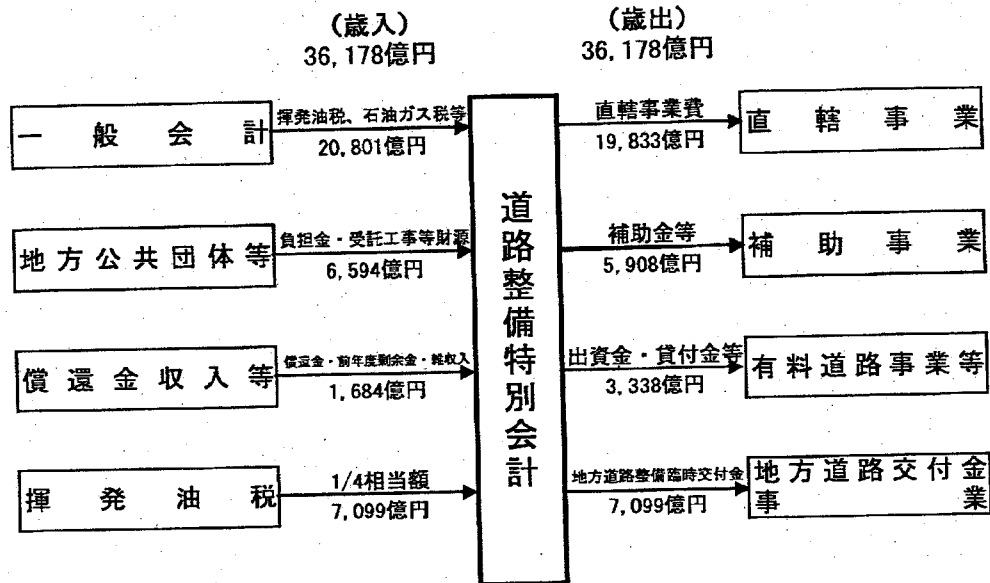 (歳入)
36,178億円
(歳出)
36,178億円
一般会計
揮発油税、石油ガス税等
20,801億円
地方公共団体等
負担金・受託工事等財源
6,594億円
償還金収入等
償還金・前年度剰余金・雑収入
1,684億円
揮発油税
1/4相当額
7,099億円
道路整備特別会計
直轄事業費
19,833億円
直轄事業
補助金等
5,908億円
補助事業
出資金・貸付金等
3,338億円
有料道路事業等
地方道路整備臨時交付金
7,099億円
地方道路交付金
事業